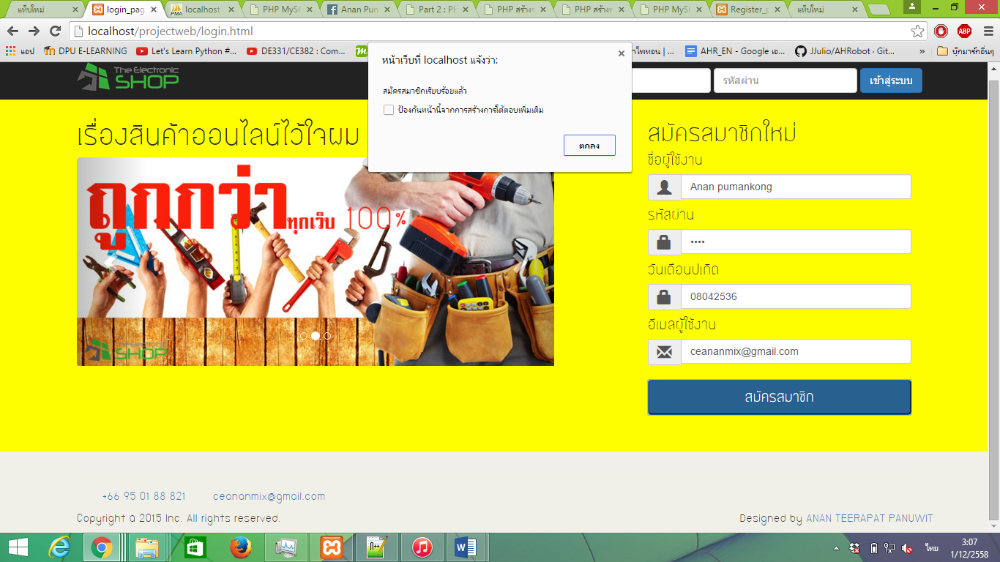 แท็บใหม่
login_pag
localhost
PHP MySQ
Anan Pum
Part 2 : PH
PHP สร้างร
PHP สร้างห
PHP MySQ
Register_p
แท็บใหม่
localhost/projectweb/login.html
แอป
DPU E-LEARNING
Let's Learn Python #...
DE331/CE382 : Com...
าไพทอน | ...
AHR_EN - Google เอ...
JJulio/AHRobot · Git...
»
บุ๊กมาร์กอื่นๆ
The Electronic
SHOP
รหัสผ่าน
เข้าสู่ระบบ
หน้าเว็บที่ localhost แจ้งว่า:
สมัครสมาชิกเรียบร้อยแล้ว
ป้องกันหน้านี้จากการสร้างการโต้ตอบเพิ่มเติม
ตกลง
เรื่องสินค้าออนไลน์ไว้ใจผม
ถูกกว่าทุกเว็บ 100%
The Electronic
SHOP
สมัครสมาชิกใหม่
ชื่อผู้ใช้งาน
Anan pumankong
รหัสผ่าน
••••
วันเดือนปเกิด
08042536
อีเมลผู้ใช้งาน
ceananmix@gmail.com
สมัครสมาชิก
+66 95 01 88 821
ceananmix@gmail.com
Copyright a 2015 Inc. All rights reserved.
Designed by ANAN TEERAPAT PANUWIT
ไทย
3:07
1/12/2558